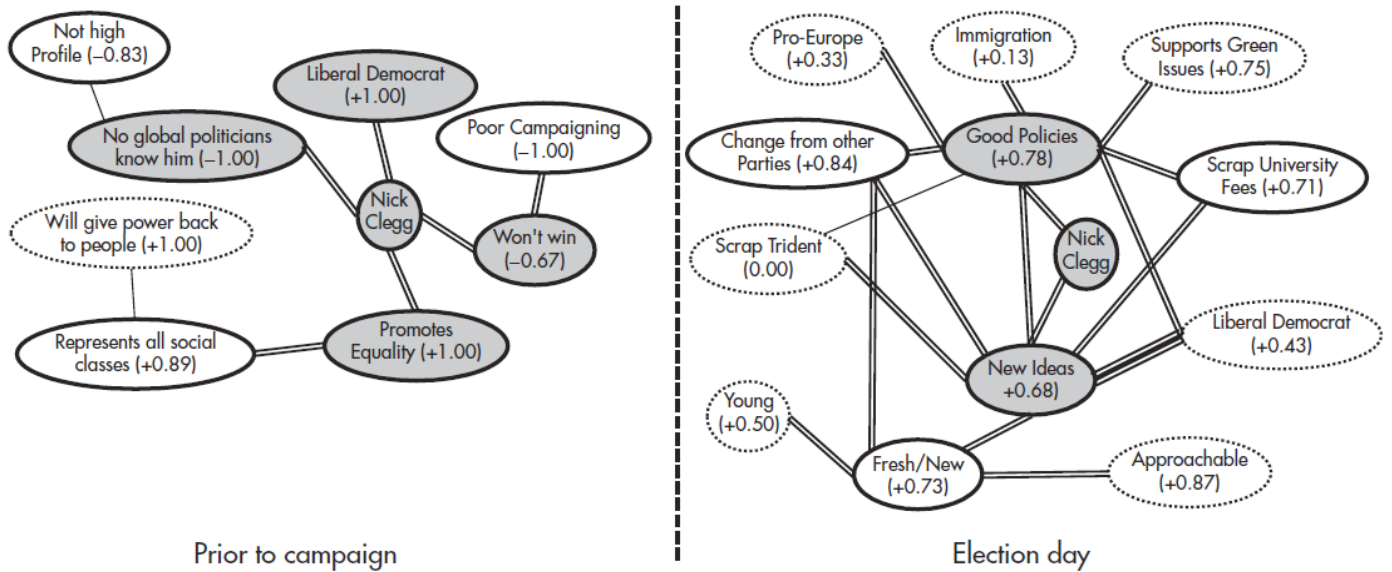 Not high
Profile (−0.83)
Liberal Democrat
(+1.00)
No global politicians
know him (−1.00)
Poor Campaigning
(−1.00)
Nick
Clegg
Will give power back
to people (+1.00)
Won't win
(−0.67)
Represents all social
classes (+0.89)
Promotes
Equality (+1.00)
Prior to campaign
Pro-Europe
(+0.33)
Immigration
(+0.13)
Supports Green
Issues (+0.75)
Change from other
Parties (+0.84)
Good Policies
(+0.78)
Scrap University
Fees (+0.71)
Scrap Trident
(0.00)
Nick
Clegg
Liberal Democrat
(+0.43)
New Ideas
+0.68)
Young
(+0.50)
Fresh/New
(+0.73)
Approachable
(+0.87)
Election day